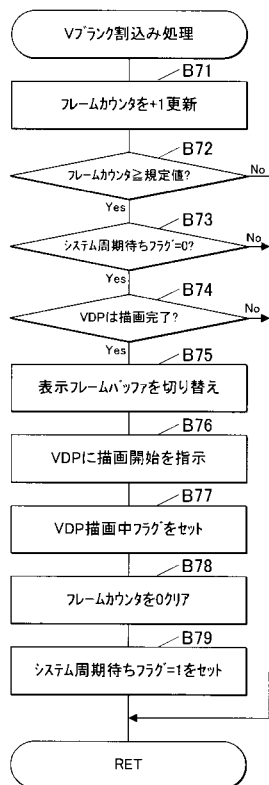 Vブランク割込み処理
B71
フレームカウンタを+1更新
B72
フレームカウンタ≧規定値?
No
Yes
B73
システム周期待ちフラグ=0?
No
Yes
B74
VDPは描画完了?
No
Yes
B75
表示フレームバッファを切り替え
B76
VDPに描画開始を指示
B77
VDP描画中フラグをセット
B78
フレームカウンタを0クリア
B79
システム周期待ちフラグ=1をセット
RET